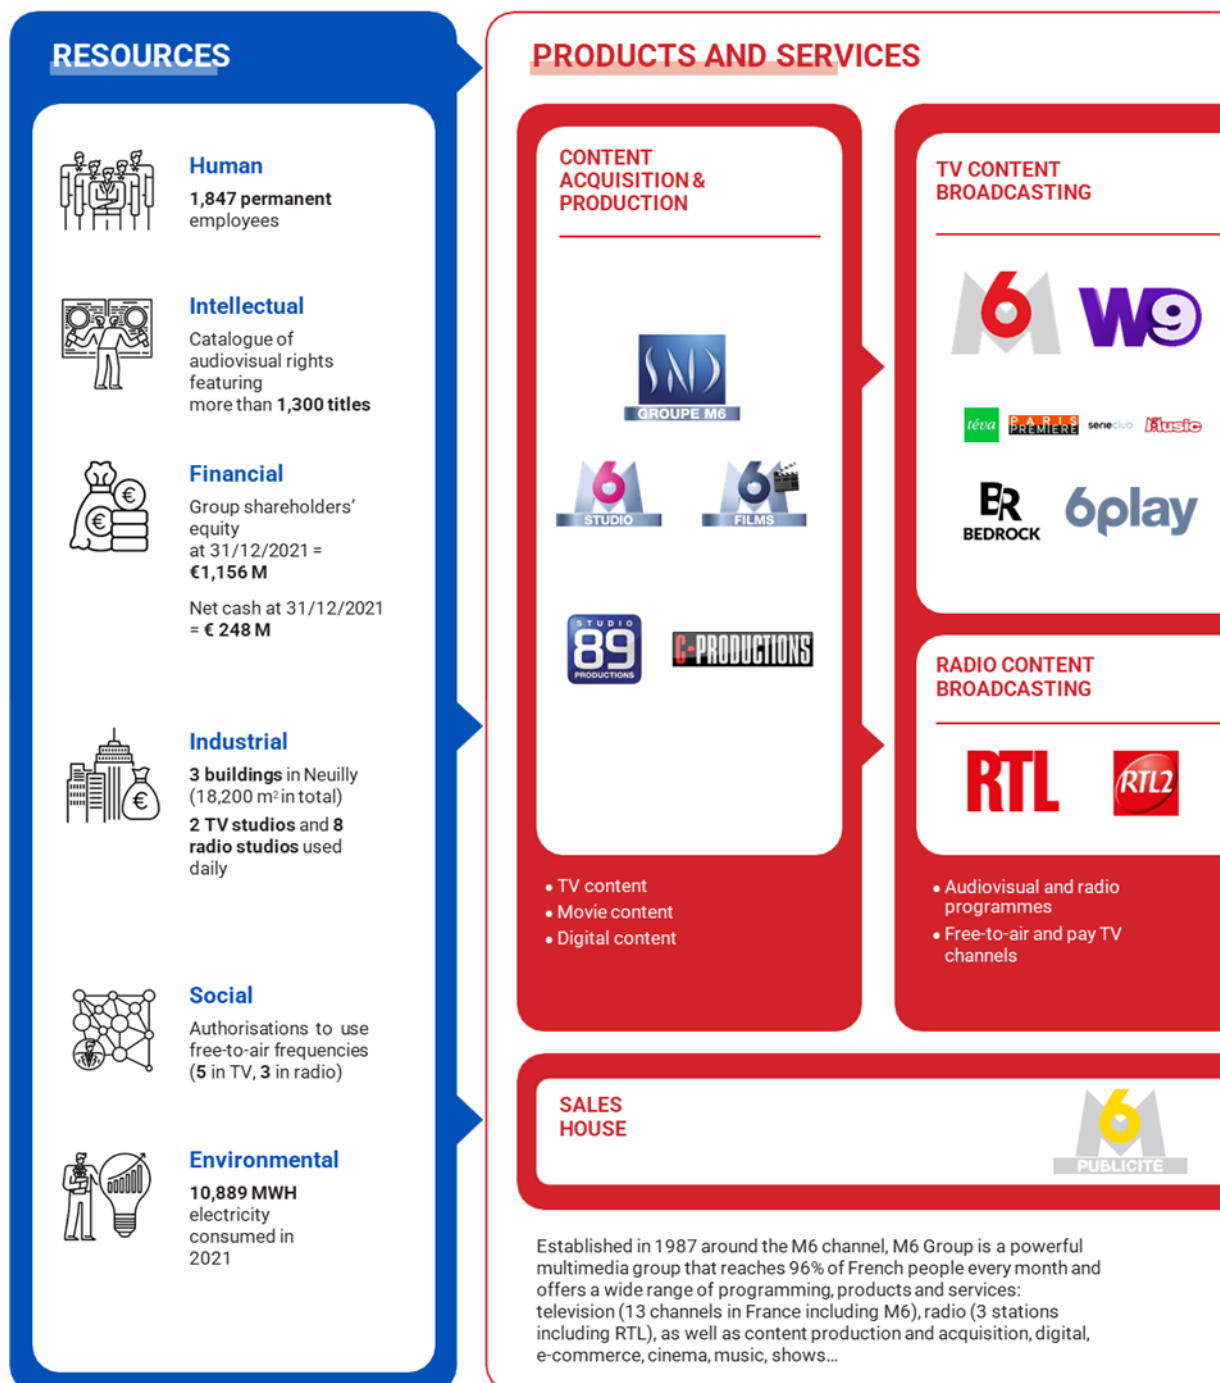 RESOURCES
Human
1,847 permanent
employees
Intellectual
Catalogue of
audiovisual rights
featuring
more than 1,300 titles
Financial
Group shareholders'
equity
at 31/12/2021 =
€1,156 M
Net cash at 31/12/2021
= € 248 M
Industrial
3 buildings in Neuilly
(18,200 m² in total)
2 TV studios and 8
radio studios used
daily
Social
Authorisations to use
free-to-air frequencies
(5 in TV, 3 in radio)
Environmental
10,889 MWH
electricity
consumed in
2021
PRODUCTS AND SERVICES
CONTENT
ACQUISITION &
PRODUCTION
SND
GROUPE M6
M6
STUDIO
M6
FILMS
STUDIO
89
PRODUCTIONS
C•PRODUCTIONS
• TV content
• Movie content
• Digital content
TV CONTENT
BROADCASTING
M6
W9
téva
PARIS
PREMIERE
serieclub
M6 Music
BR
BEDROCK
6play
RADIO CONTENT
BROADCASTING
RTL
RTL2
• Audiovisual and radio
programmes
• Free-to-air and pay TV
channels
SALES
HOUSE
M6
PUBLICITÉ
Established in 1987 around the M6 channel, M6 Group is a powerful
multimedia group that reaches 96% of French people every month and
offers a wide range of programming, products and services:
television (13 channels in France including M6), radio (3 stations
including RTL), as well as content production and acquisition, digital,
e-commerce, cinema, music, shows...